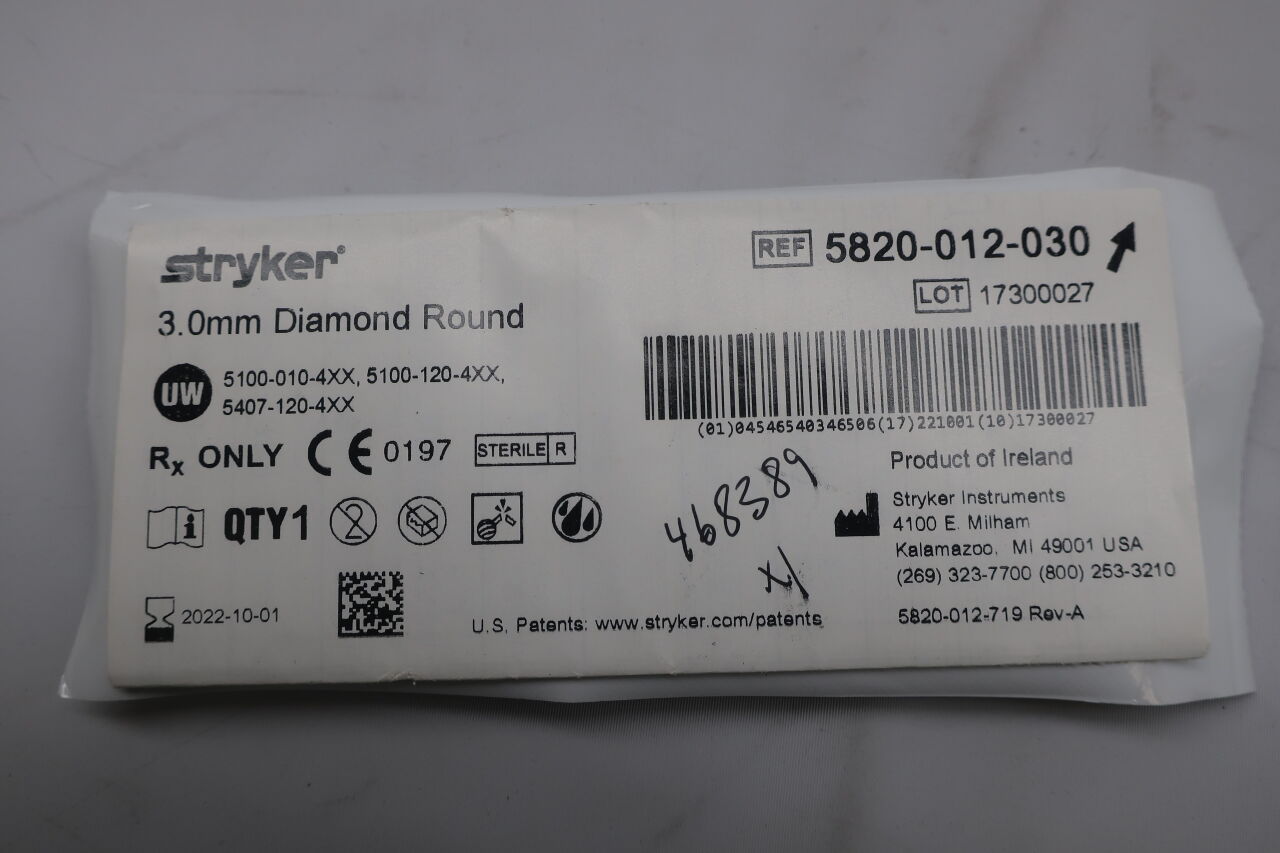 stryker®
3.0mm Diamond Round
UW 5100-010-4XX, 5100-120-4XX,
5407-120-4XX
Rx ONLY CE 0197 STERILE R
i QTY1 2
2022-10-01
REF 5820-012-030
LOT 17300027
(01)04546540346506(17)221001(10)17300027
468389
x1
Product of Ireland
Stryker Instruments
4100 E. Milham
Kalamazoo, MI 49001 USA
(269) 323-7700 (800) 253-3210
U.S. Patents: www.stryker.com/patents
5820-012-719 Rev-A